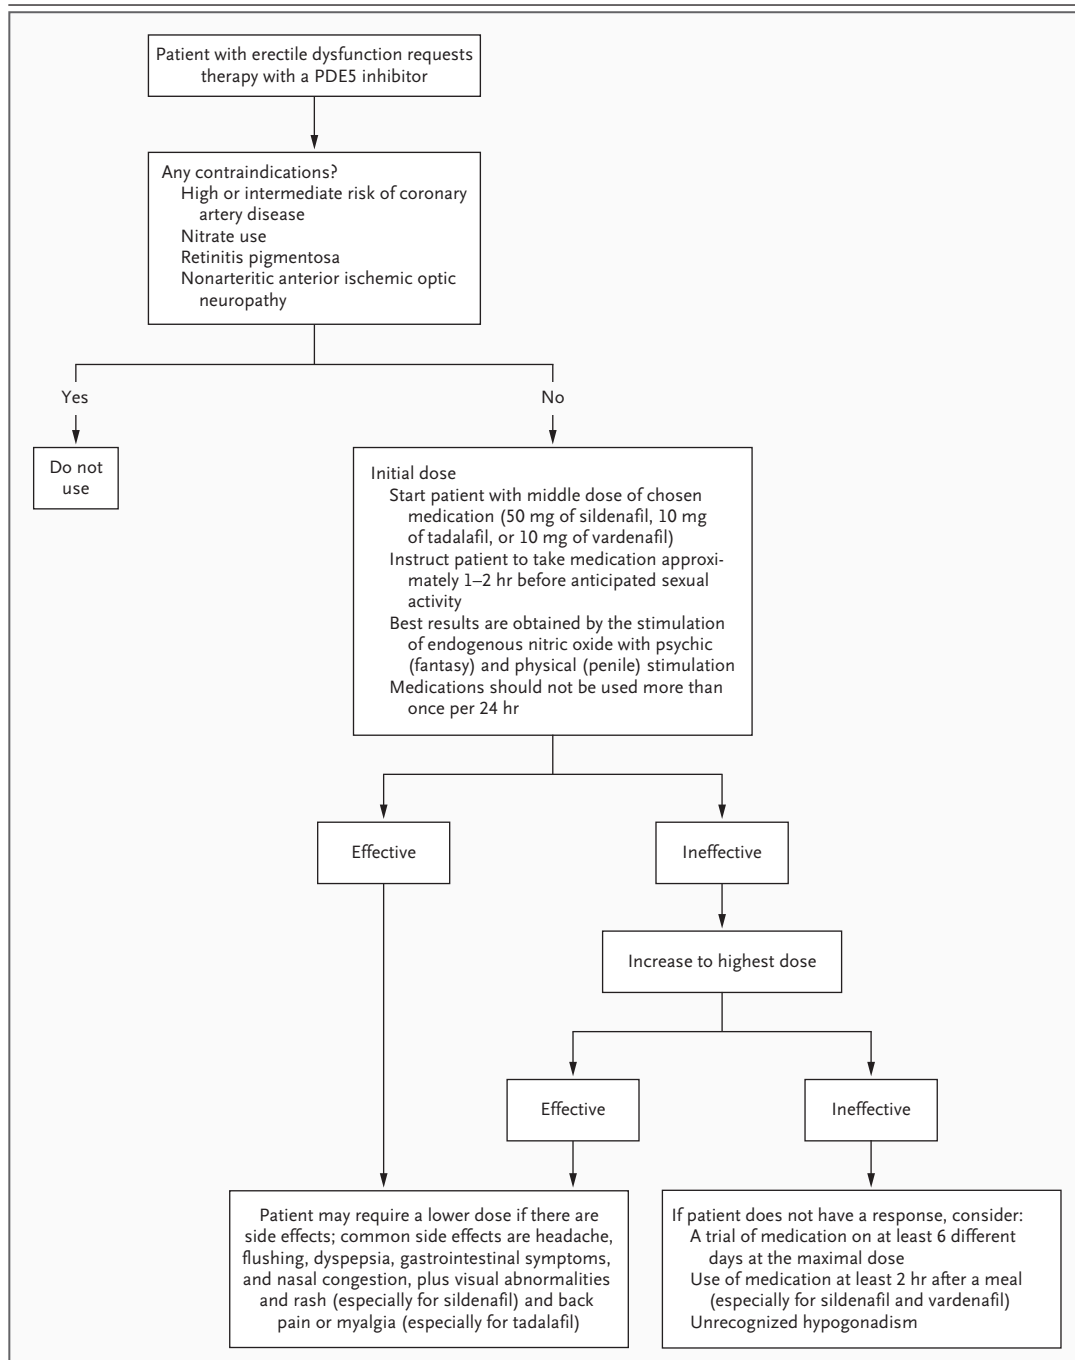 Patient with erectile dysfunction requests
therapy with a PDE5 inhibitor
Any contraindications?
High or intermediate risk of coronary
artery disease
Nitrate use
Retinitis pigmentosa
Nonarteritic anterior ischemic optic
neuropathy
Yes
No
Do not
use
Initial dose
Start patient with middle dose of chosen
medication (50 mg of sildenafil, 10 mg
of tadalafil, or 10 mg of vardenafil)
Instruct patient to take medication approxi-
mately 1–2 hr before anticipated sexual
activity
Best results are obtained by the stimulation
of endogenous nitric oxide with psychic
(fantasy) and physical (penile) stimulation
Medications should not be used more than
once per 24 hr
Effective
Ineffective
Increase to highest dose
Effective
Ineffective
Patient may require a lower dose if there are
side effects; common side effects are headache,
flushing, dyspepsia, gastrointestinal symptoms,
and nasal congestion, plus visual abnormalities
and rash (especially for sildenafil) and back
pain or myalgia (especially for tadalafil)
If patient does not have a response, consider:
A trial of medication on at least 6 different
days at the maximal dose
Use of medication at least 2 hr after a meal
(especially for sildenafil and vardenafil)
Unrecognized hypogonadism